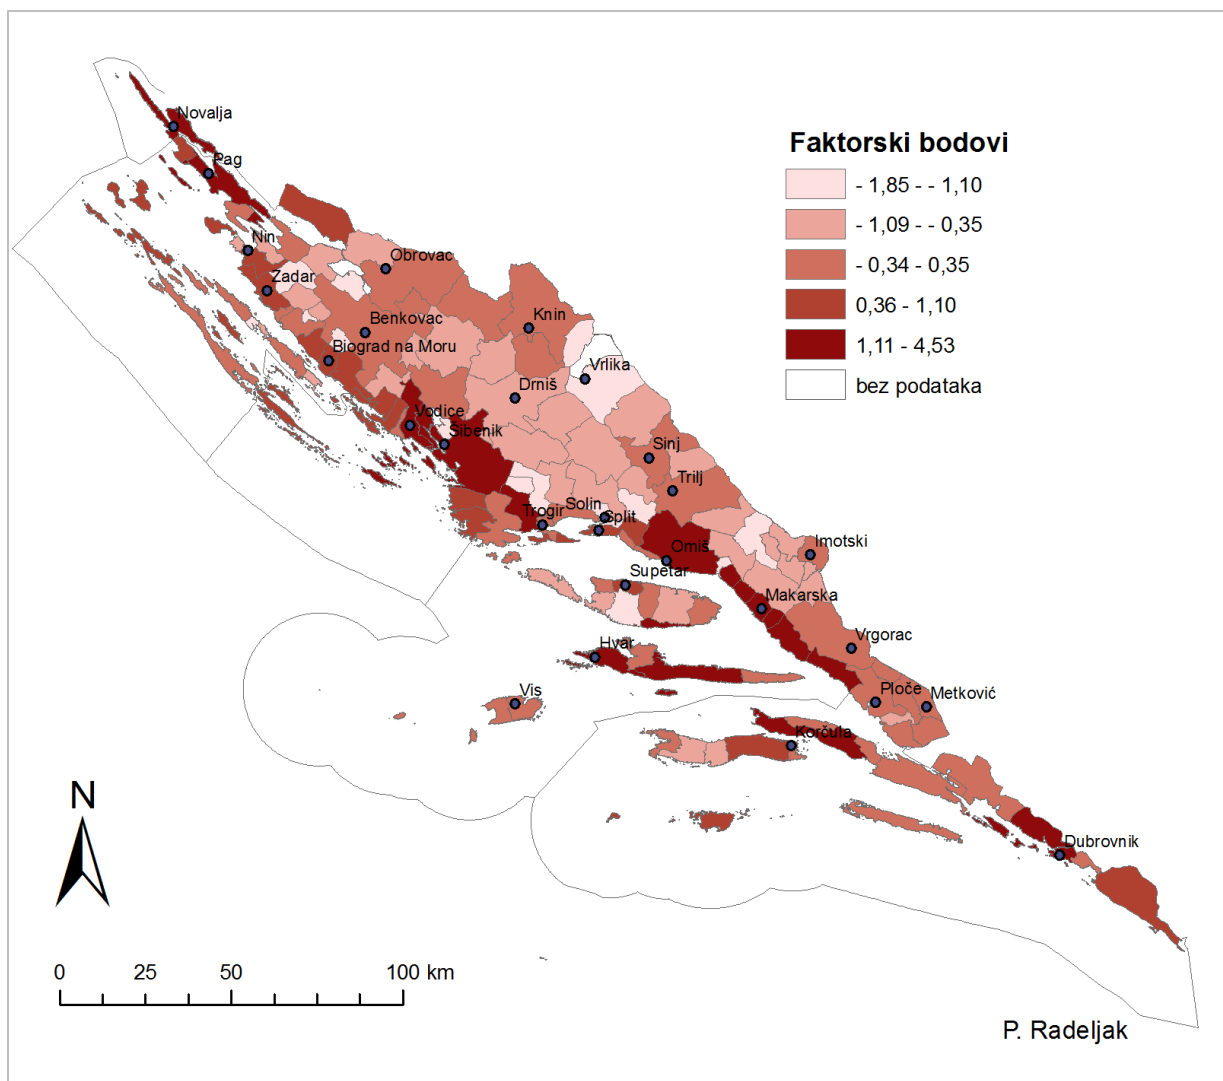 Novalja
Pag
Nin
Zadar
Obrovac
Benkovac
Biograd na Moru
Knin
Vrlika
Drniš
Vodice
Šibenik
Sinj
Trilj
Trogir
Solin
Split
Omiš
Imotski
Supetar
Makarska
Hvar
Vrgorac
Vis
Ploče
Metković
Korčula
Dubrovnik
Faktorski bodovi
- 1,85 - - 1,10
- 1,09 - - 0,35
- 0,34 - 0,35
0,36 - 1,10
1,11 - 4,53
bez podataka
N
0 25 50 100 km
P. Radeljak